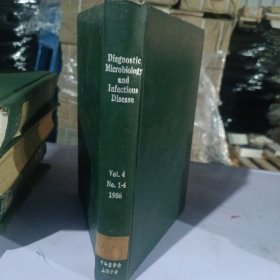 Diagnostic
Microbiology
and
Infectious
Disease
Vol. 4
No. 1-4
1986